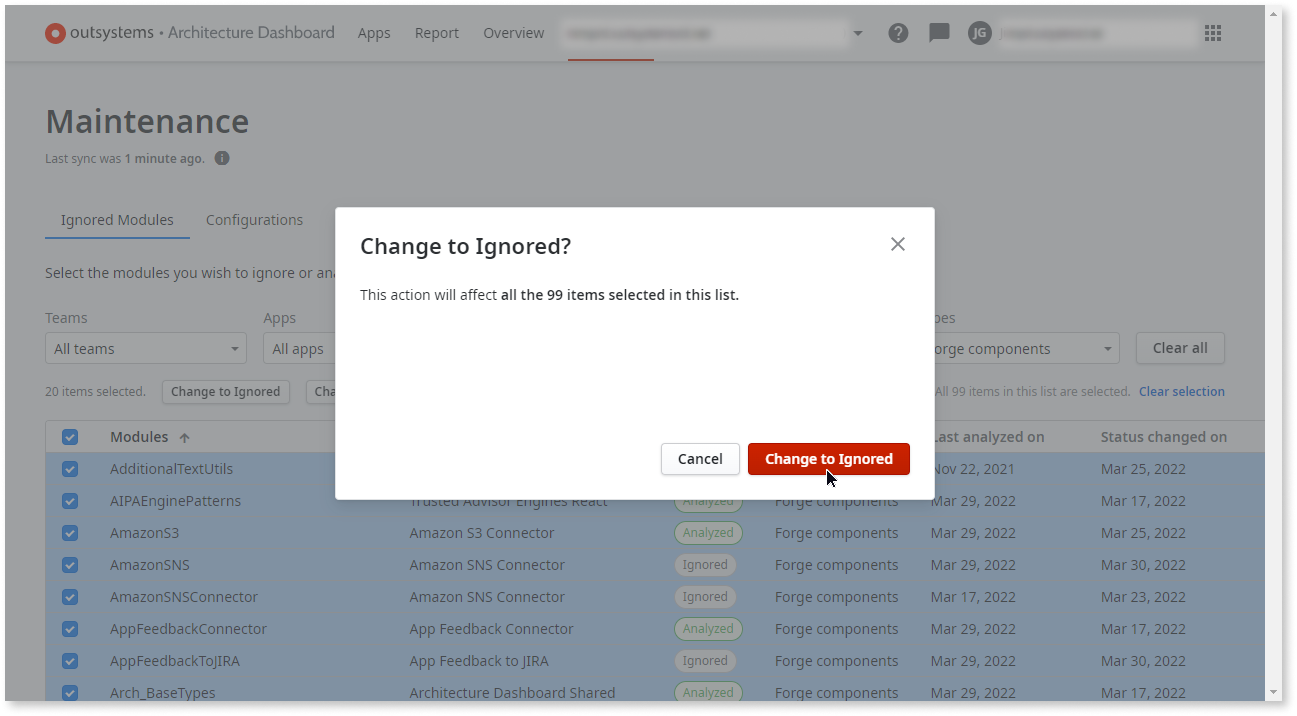 outsystems • Architecture Dashboard Apps Report Overview JG
Maintenance
Last sync was 1 minute ago.
Ignored Modules Configurations
Change to Ignored?
Select the modules you wish to ignore or
This action will affect all the 99 items selected in this list.
Teams Apps
All teams All apps components Clear all
20 items selected. Change to Ignored All 99 items in this list are selected. Clear selection
Modules Last analyzed on Status changed on
Cancel Change to Ignored
AdditionalTextUtils Nov 22, 2021 Mar 25, 2022
AIPAEnginePatterns Trusted Advisor Engines React Analyzed Forge components Mar 29, 2022 Mar 17, 2022
AmazonS3 Amazon S3 Connector Analyzed Forge components Mar 29, 2022 Mar 25, 2022
AmazonSNS Amazon SNS Connector Ignored Forge components Mar 29, 2022 Mar 30, 2022
AmazonSNSConnector Amazon SNS Connector Ignored Forge components Mar 17, 2022 Mar 23, 2022
AppFeedbackConnector App Feedback Connector Analyzed Forge components Mar 29, 2022 Mar 17, 2022
AppFeedbackToJIRA App Feedback to JIRA Ignored Forge components Mar 29, 2022 Mar 30, 2022
Arch_BaseTypes Architecture Dashboard Shared Analyzed Forge components Mar 29, 2022 Mar 17, 2022